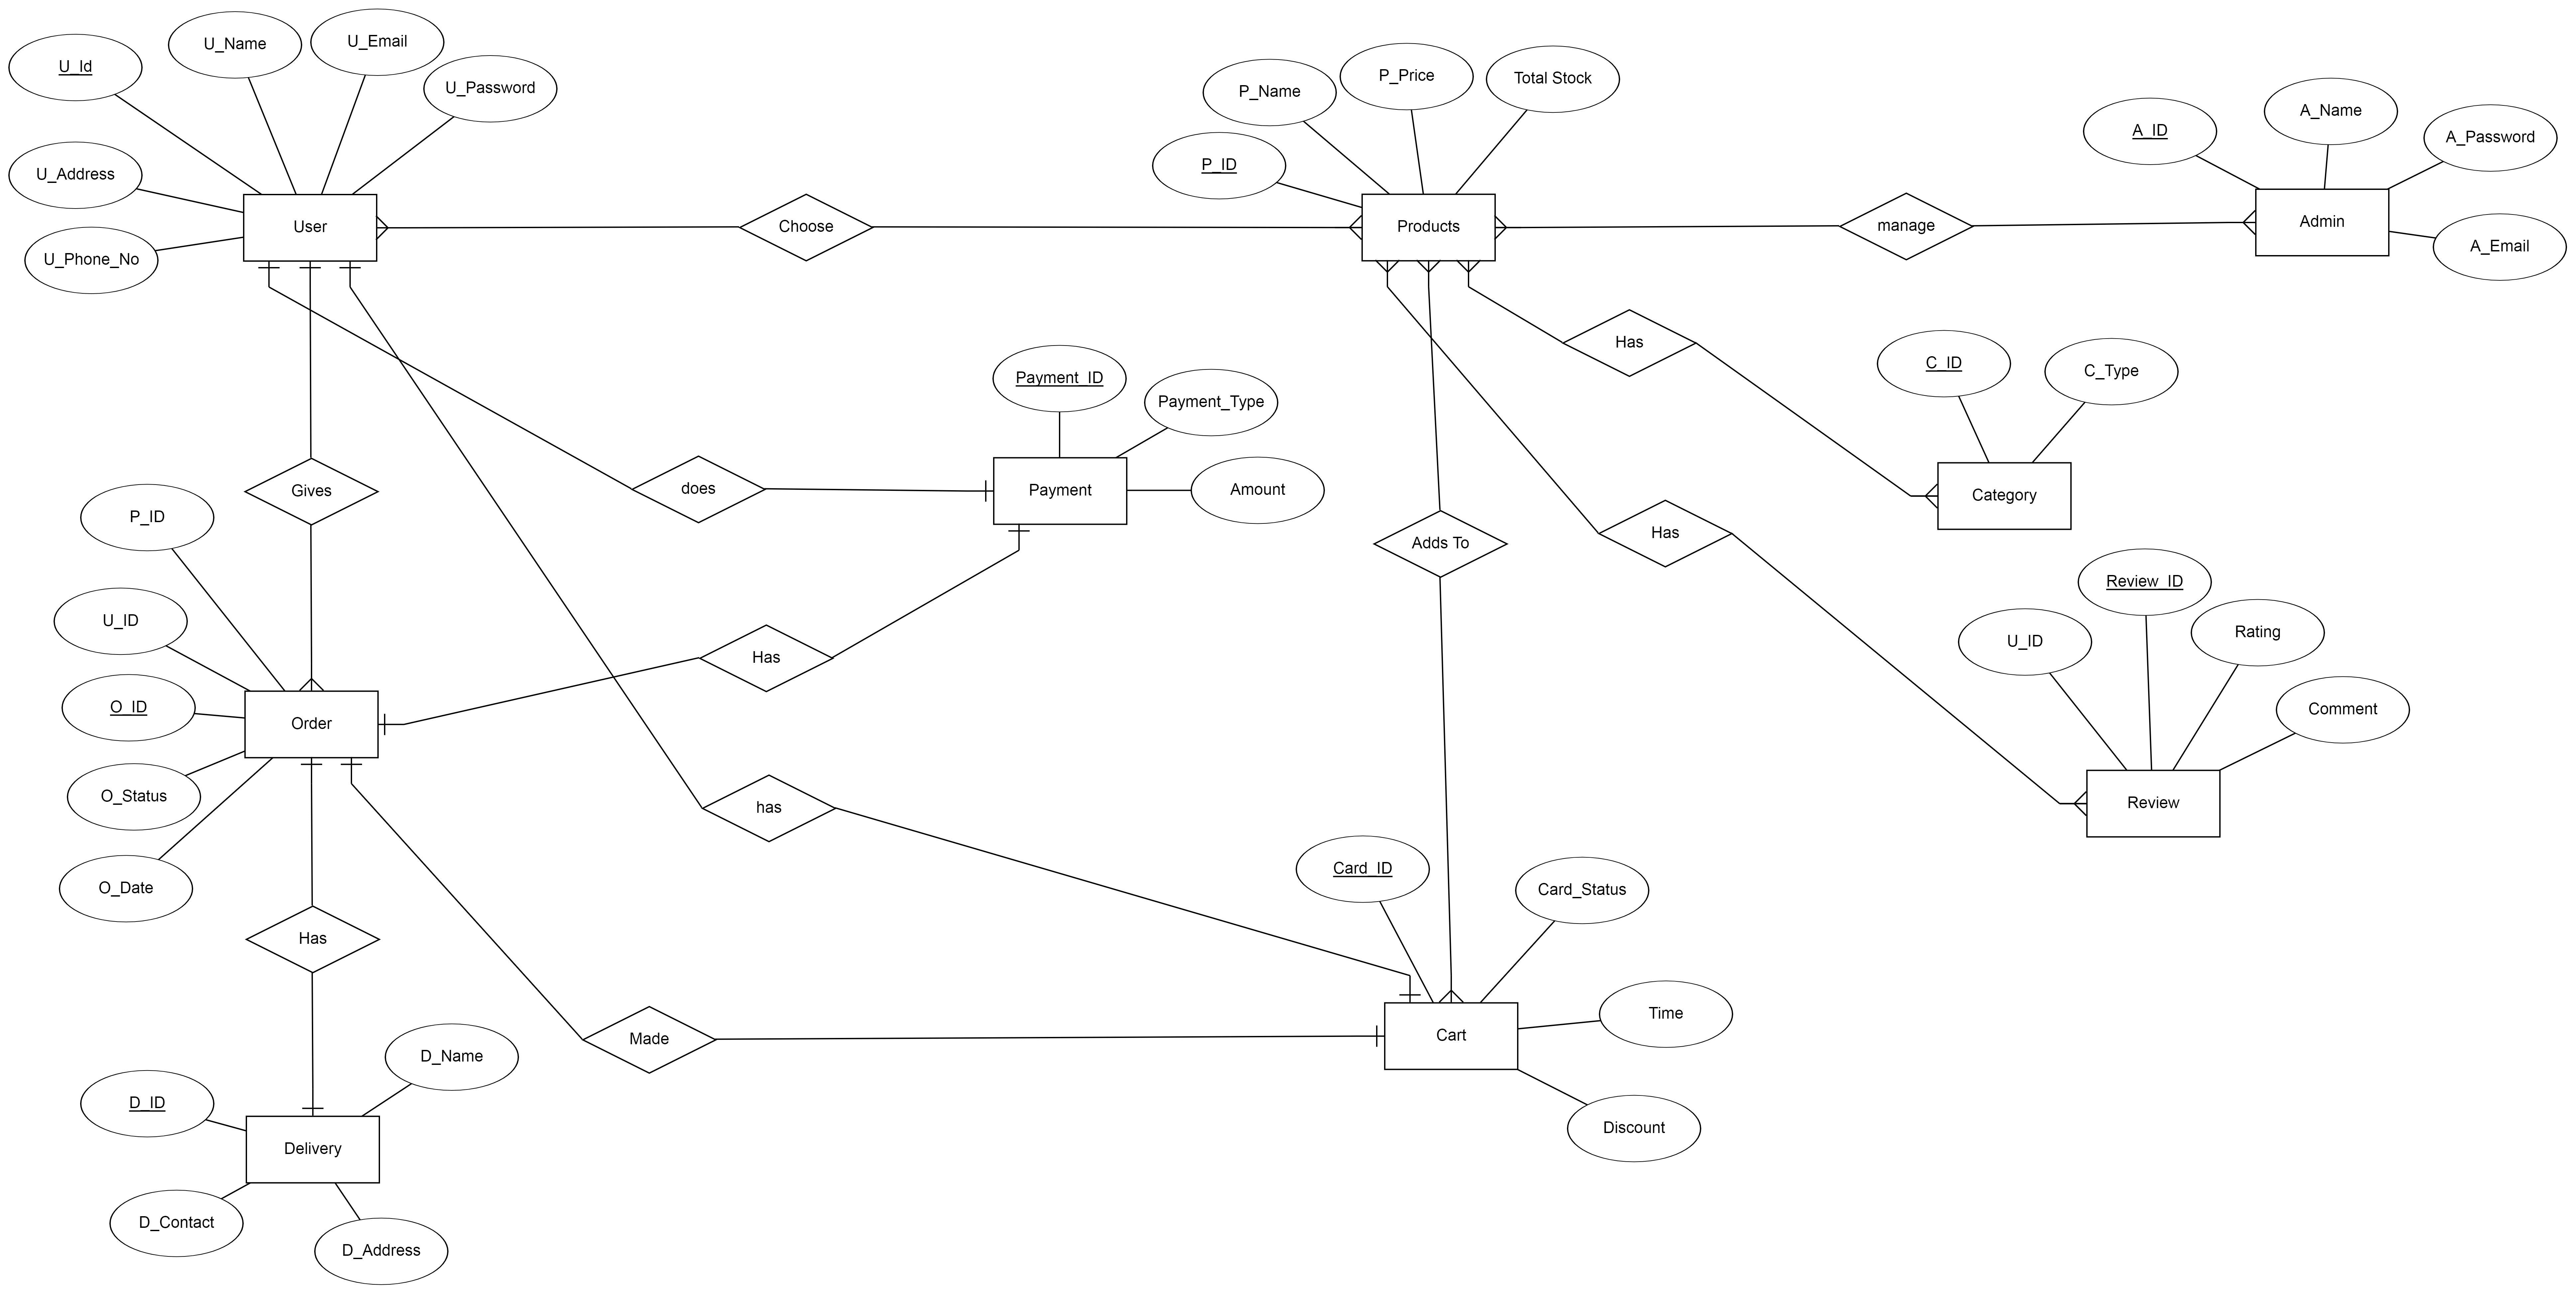 U_Id
U_Name
U_Email
U_Password
U_Address
U_Phone_No
User
Choose
P_ID
P_Name
P_Price
Total Stock
Products
manage
A_ID
A_Name
A_Password
A_Email
Admin
Has
C_ID
C_Type
Category
Payment_ID
Payment_Type
Amount
Payment
does
Gives
Adds To
Has
P_ID
U_ID
O_ID
O_Status
O_Date
Order
Has
Review_ID
U_ID
Rating
Comment
Review
has
Card_ID
Card_Status
Time
Discount
Cart
Has
Made
D_Name
D_ID
Delivery
D_Contact
D_Address